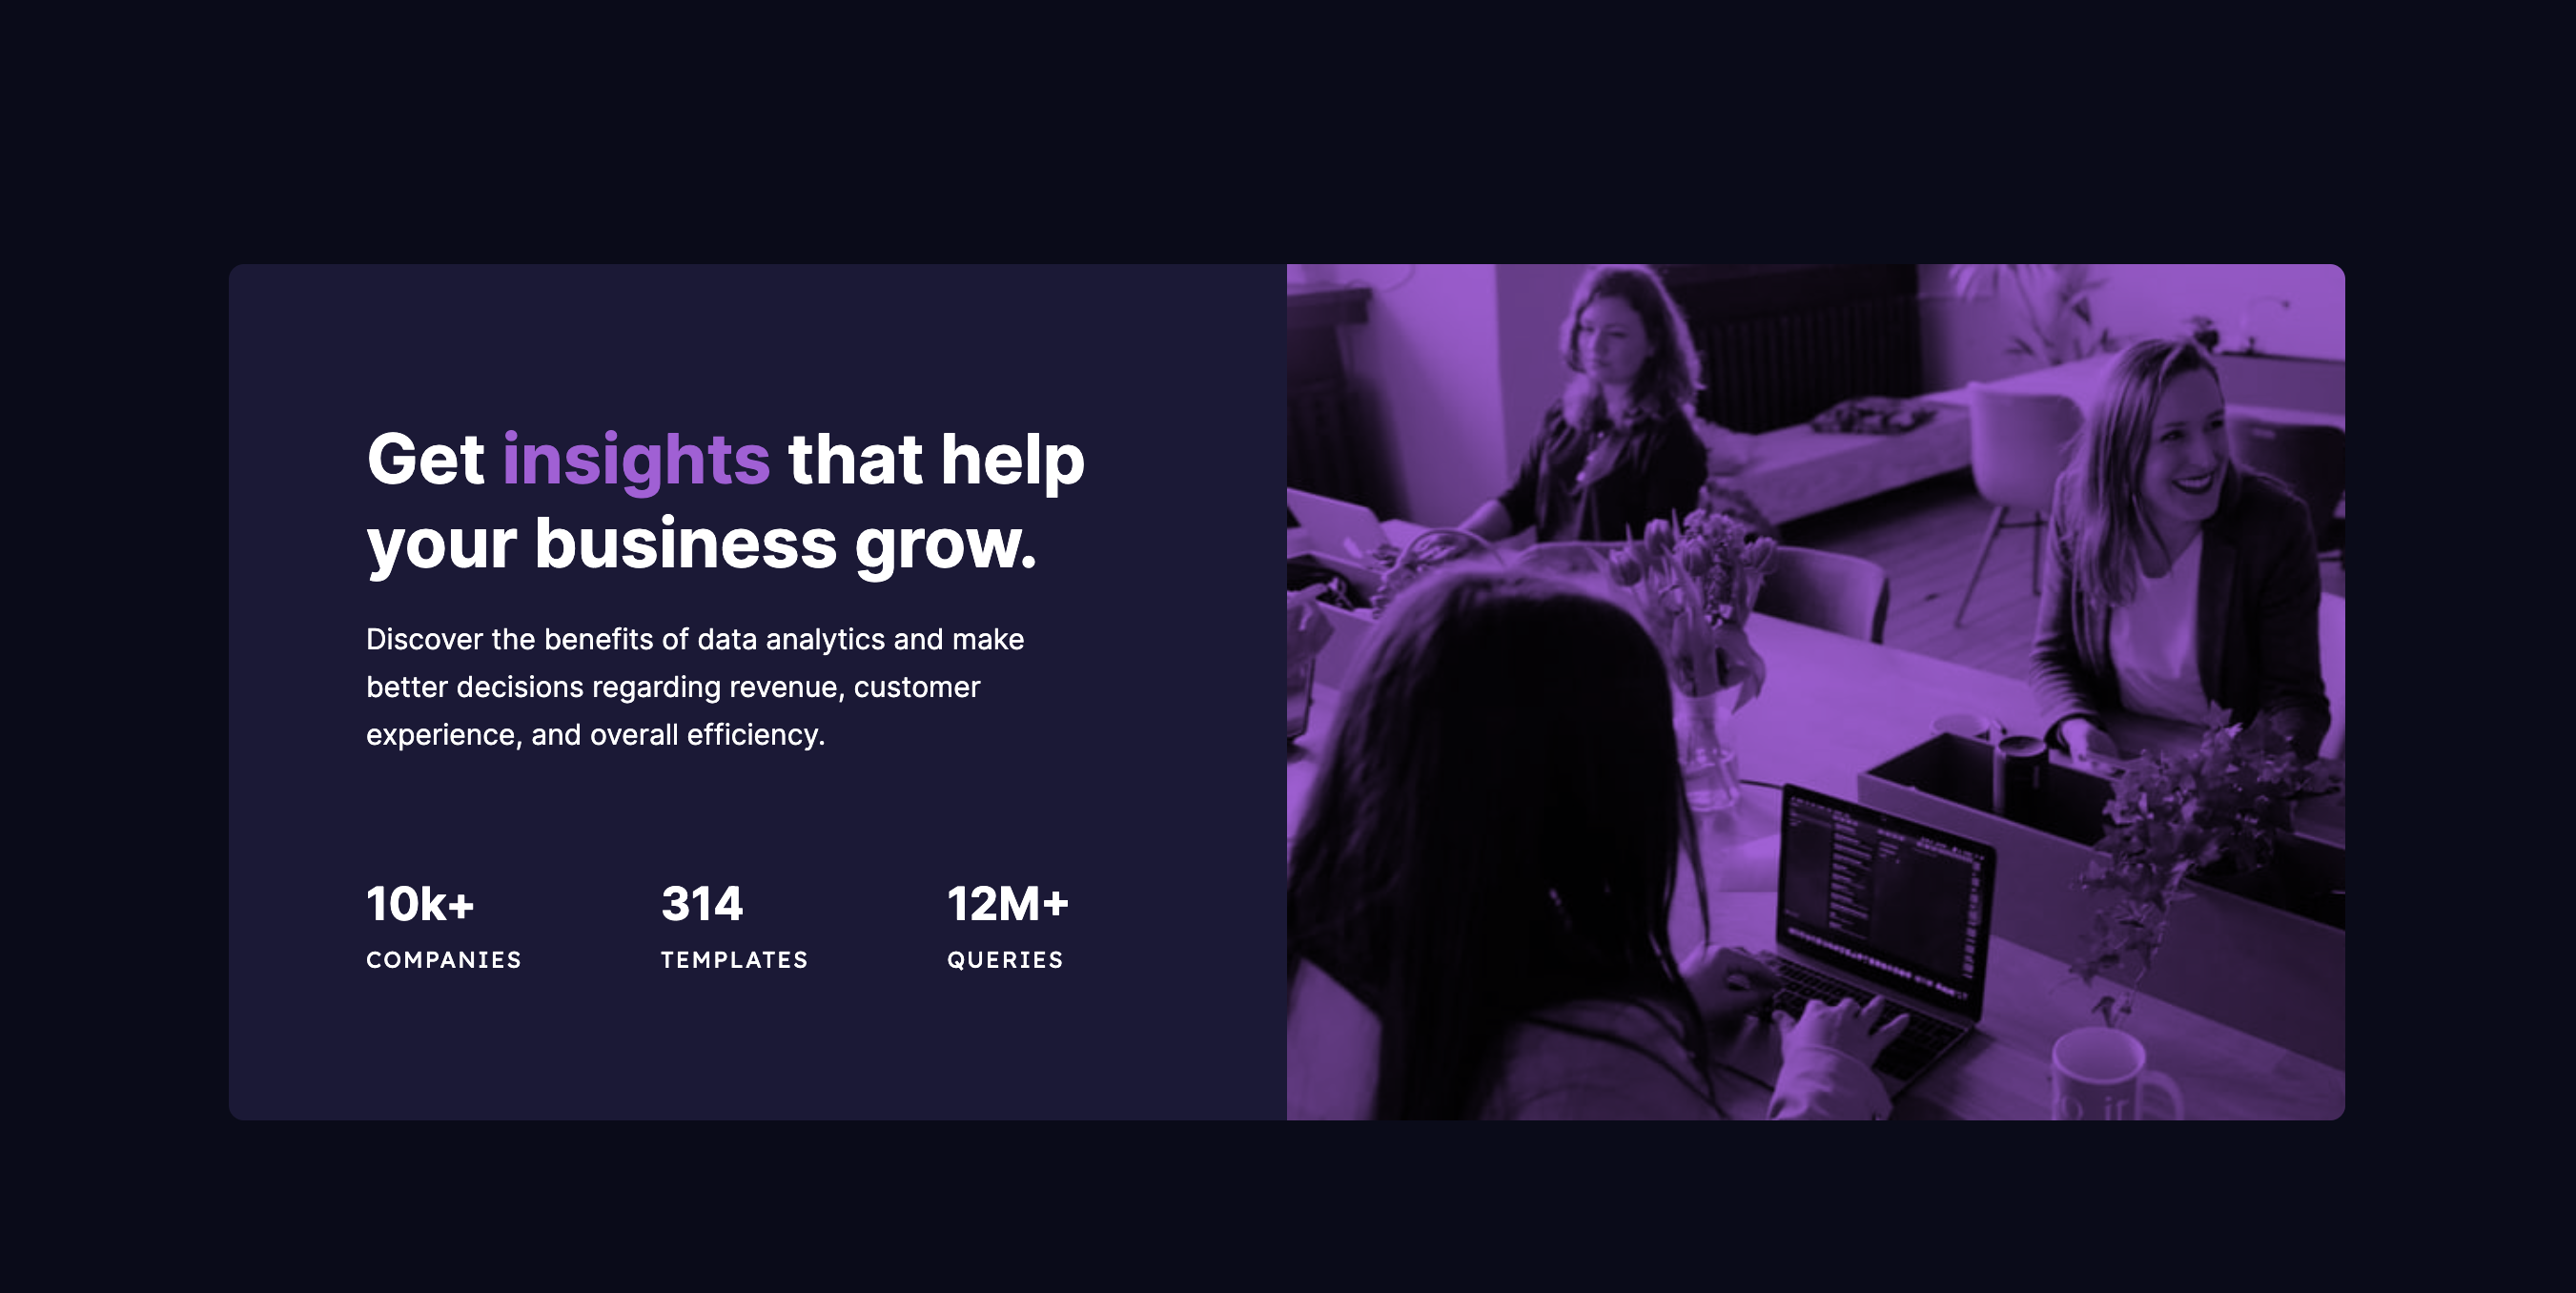 Get insights that help
your business grow.
Discover the benefits of data analytics and make
better decisions regarding revenue, customer
experience, and overall efficiency.
10k+ 314 12M+
COMPANIES TEMPLATES QUERIES